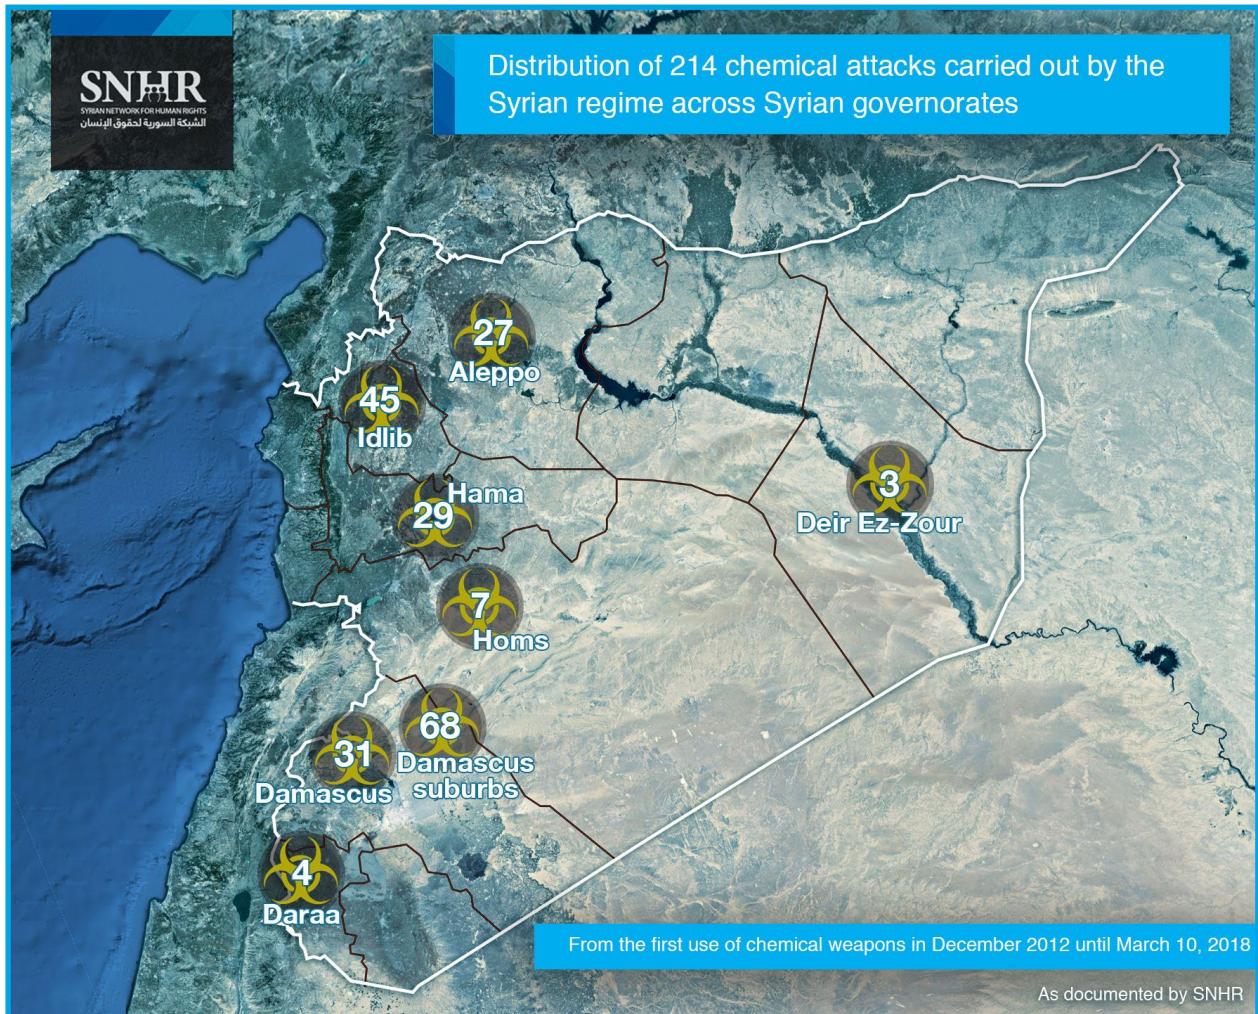 SNHR
SYRIAN NETWORK FOR HUMAN RIGHTS
الشبكة السورية لحقوق الإنسان
Distribution of 214 chemical attacks carried out by the
Syrian regime across Syrian governorates
27
Aleppo
45
Idlib
Hama
29
3
Deir Ez-Zour
7
Homs
68
Damascus
suburbs
31
Damascus
4
Daraa
From the first use of chemical weapons in December 2012 until March 10, 2018
As documented by SNHR